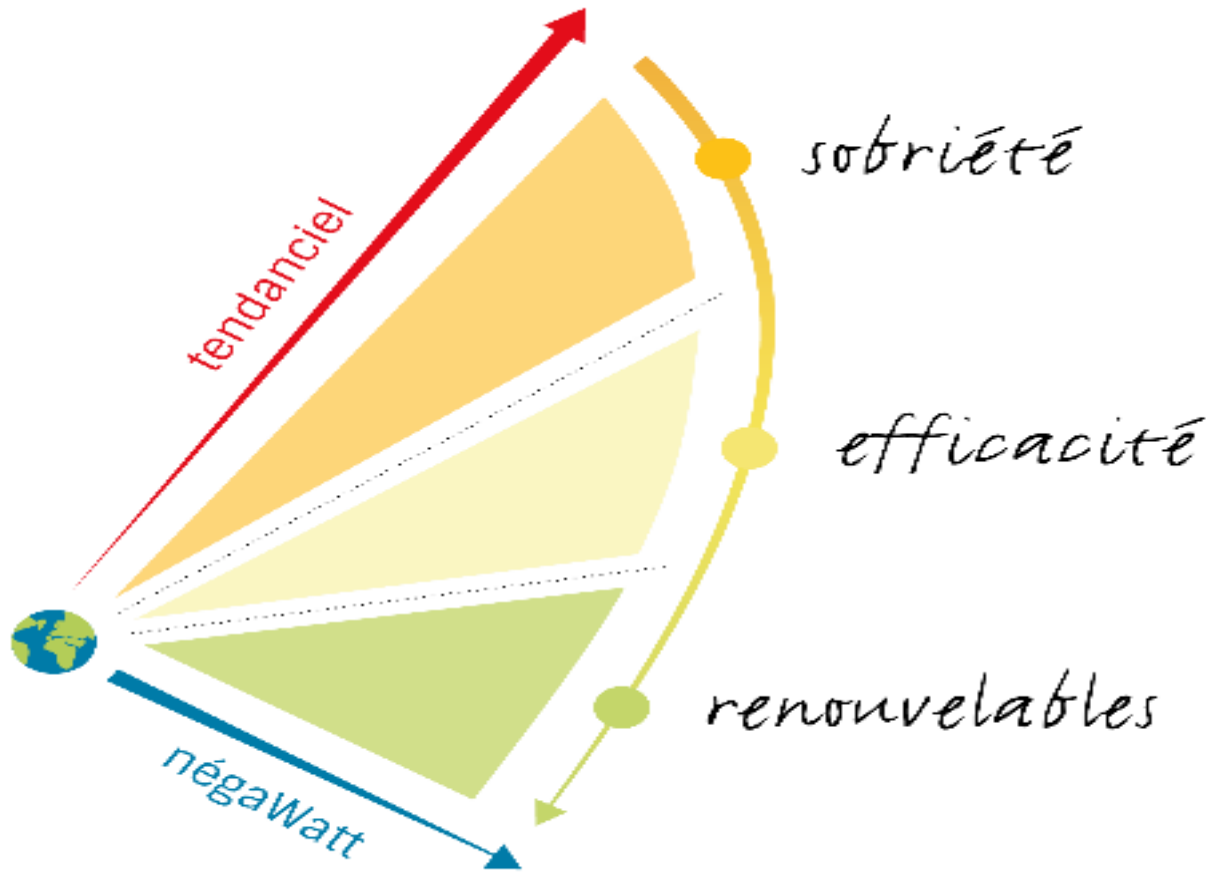 tendanciel
sobriété
efficacité
renouvelables
négaWatt